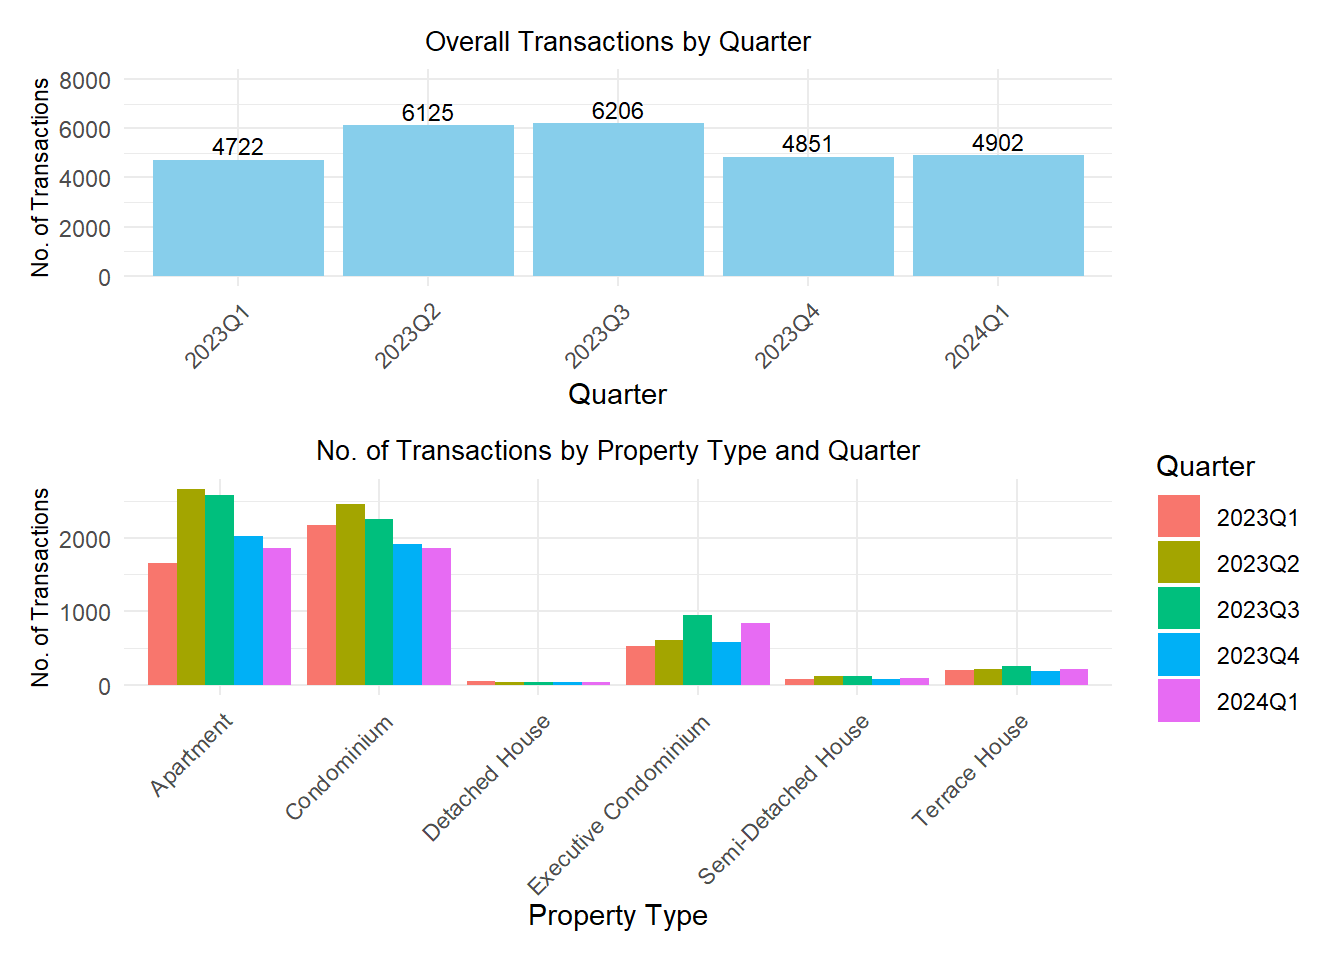 Overall Transactions by Quarter
No. of Transactions
8000
6000
4000
2000
0
4722
6125
6206
4851
4902
2023Q1
2023Q2
2023Q3
2023Q4
2024Q1
Quarter
No. of Transactions by Property Type and Quarter
No. of Transactions
2000
1000
0
Apartment
Condominium
Detached House
Executive Condominium
Semi-Detached House
Terrace House
Property Type
Quarter
2023Q1
2023Q2
2023Q3
2023Q4
2024Q1